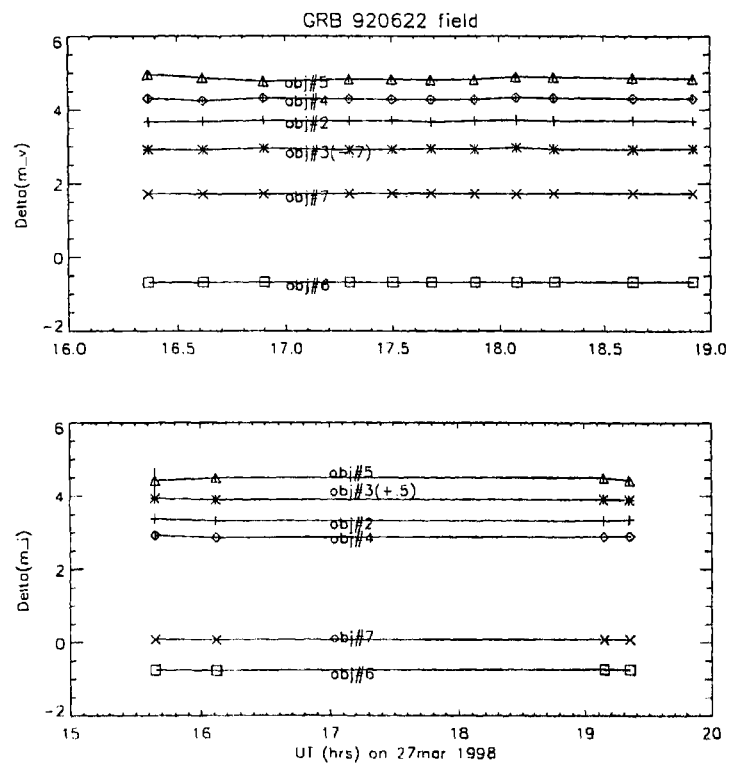 GRB 920622 field
6
4
2
0
-2
Delta(m_v)
obj#5
obj#4
obj#2
obj#3(-.7)
obj#7
obj#6
16.0 16.5 17.0 17.5 18.0 18.5 19.0
6
4
2
0
-2
Delta(m_i)
obj#5
obj#3(+.5)
obj#2
obj#4
obj#7
obj#6
15 16 17 18 19 20
UT (hrs) on 27mar 1998